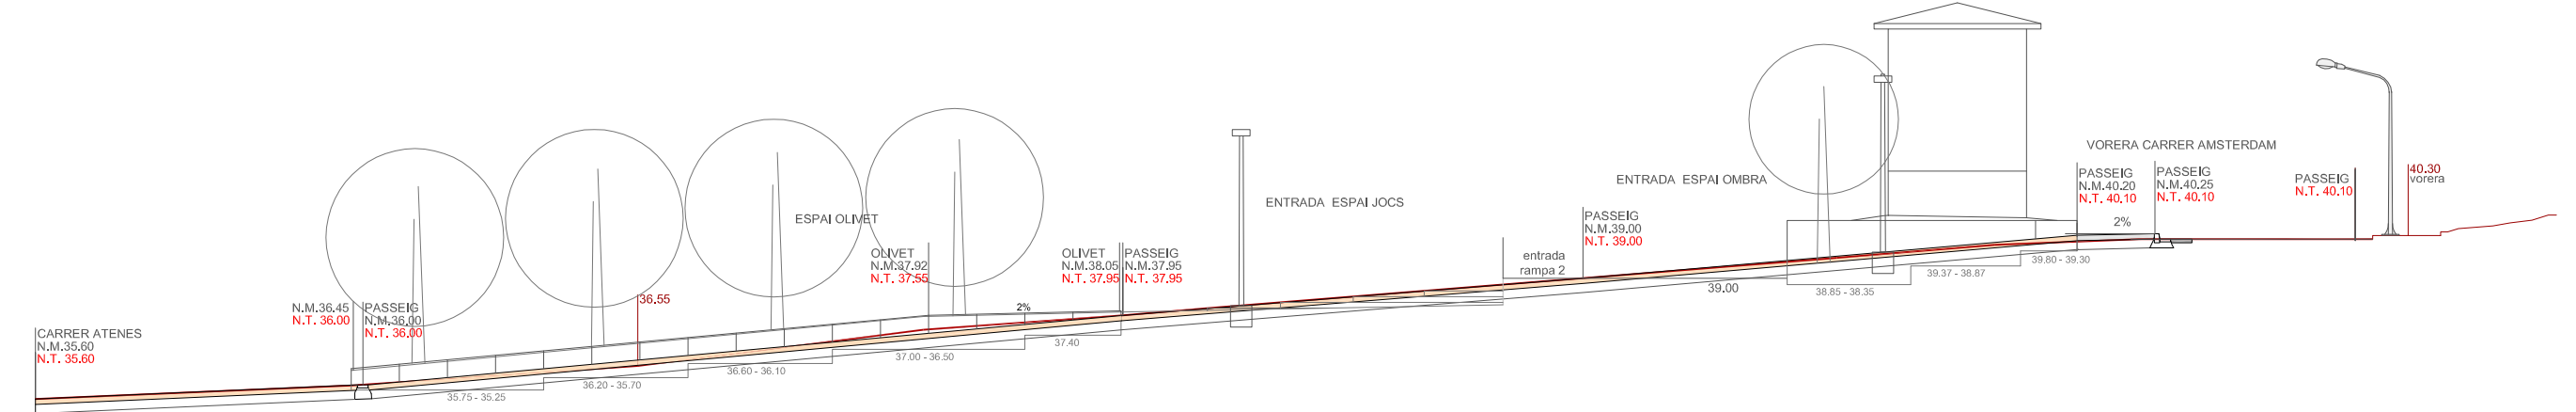 CARRER ATENES
N.M.35.60
N.T. 35.60
N.M.36.45
N.T. 36.00
PASSEIG
N.M.36.00
N.T. 36.00
36.55
ESPAI OLIVET
OLIVET
N.M.37.92
N.T. 37.55
2%
OLIVET
N.M.38.05
N.T. 37.95
PASSEIG
N.M.37.95
N.T. 37.95
ENTRADA ESPAI JOCS
entrada
rampa 2
PASSEIG
N.M.39.00
N.T. 39.00
ENTRADA ESPAI OMBRA
VORERA CARRER AMSTERDAM
PASSEIG
N.M.40.20
N.T. 40.10
2%
PASSEIG
N.M.40.25
N.T. 40.10
PASSEIG
N.T. 40.10
40.30
vorera
35.75 - 35.25
36.20 - 35.70
36.60 - 36.10
37.00 - 36.50
37.40
39.00
38.85 - 38.35
39.37 - 38.87
39.80 - 39.30